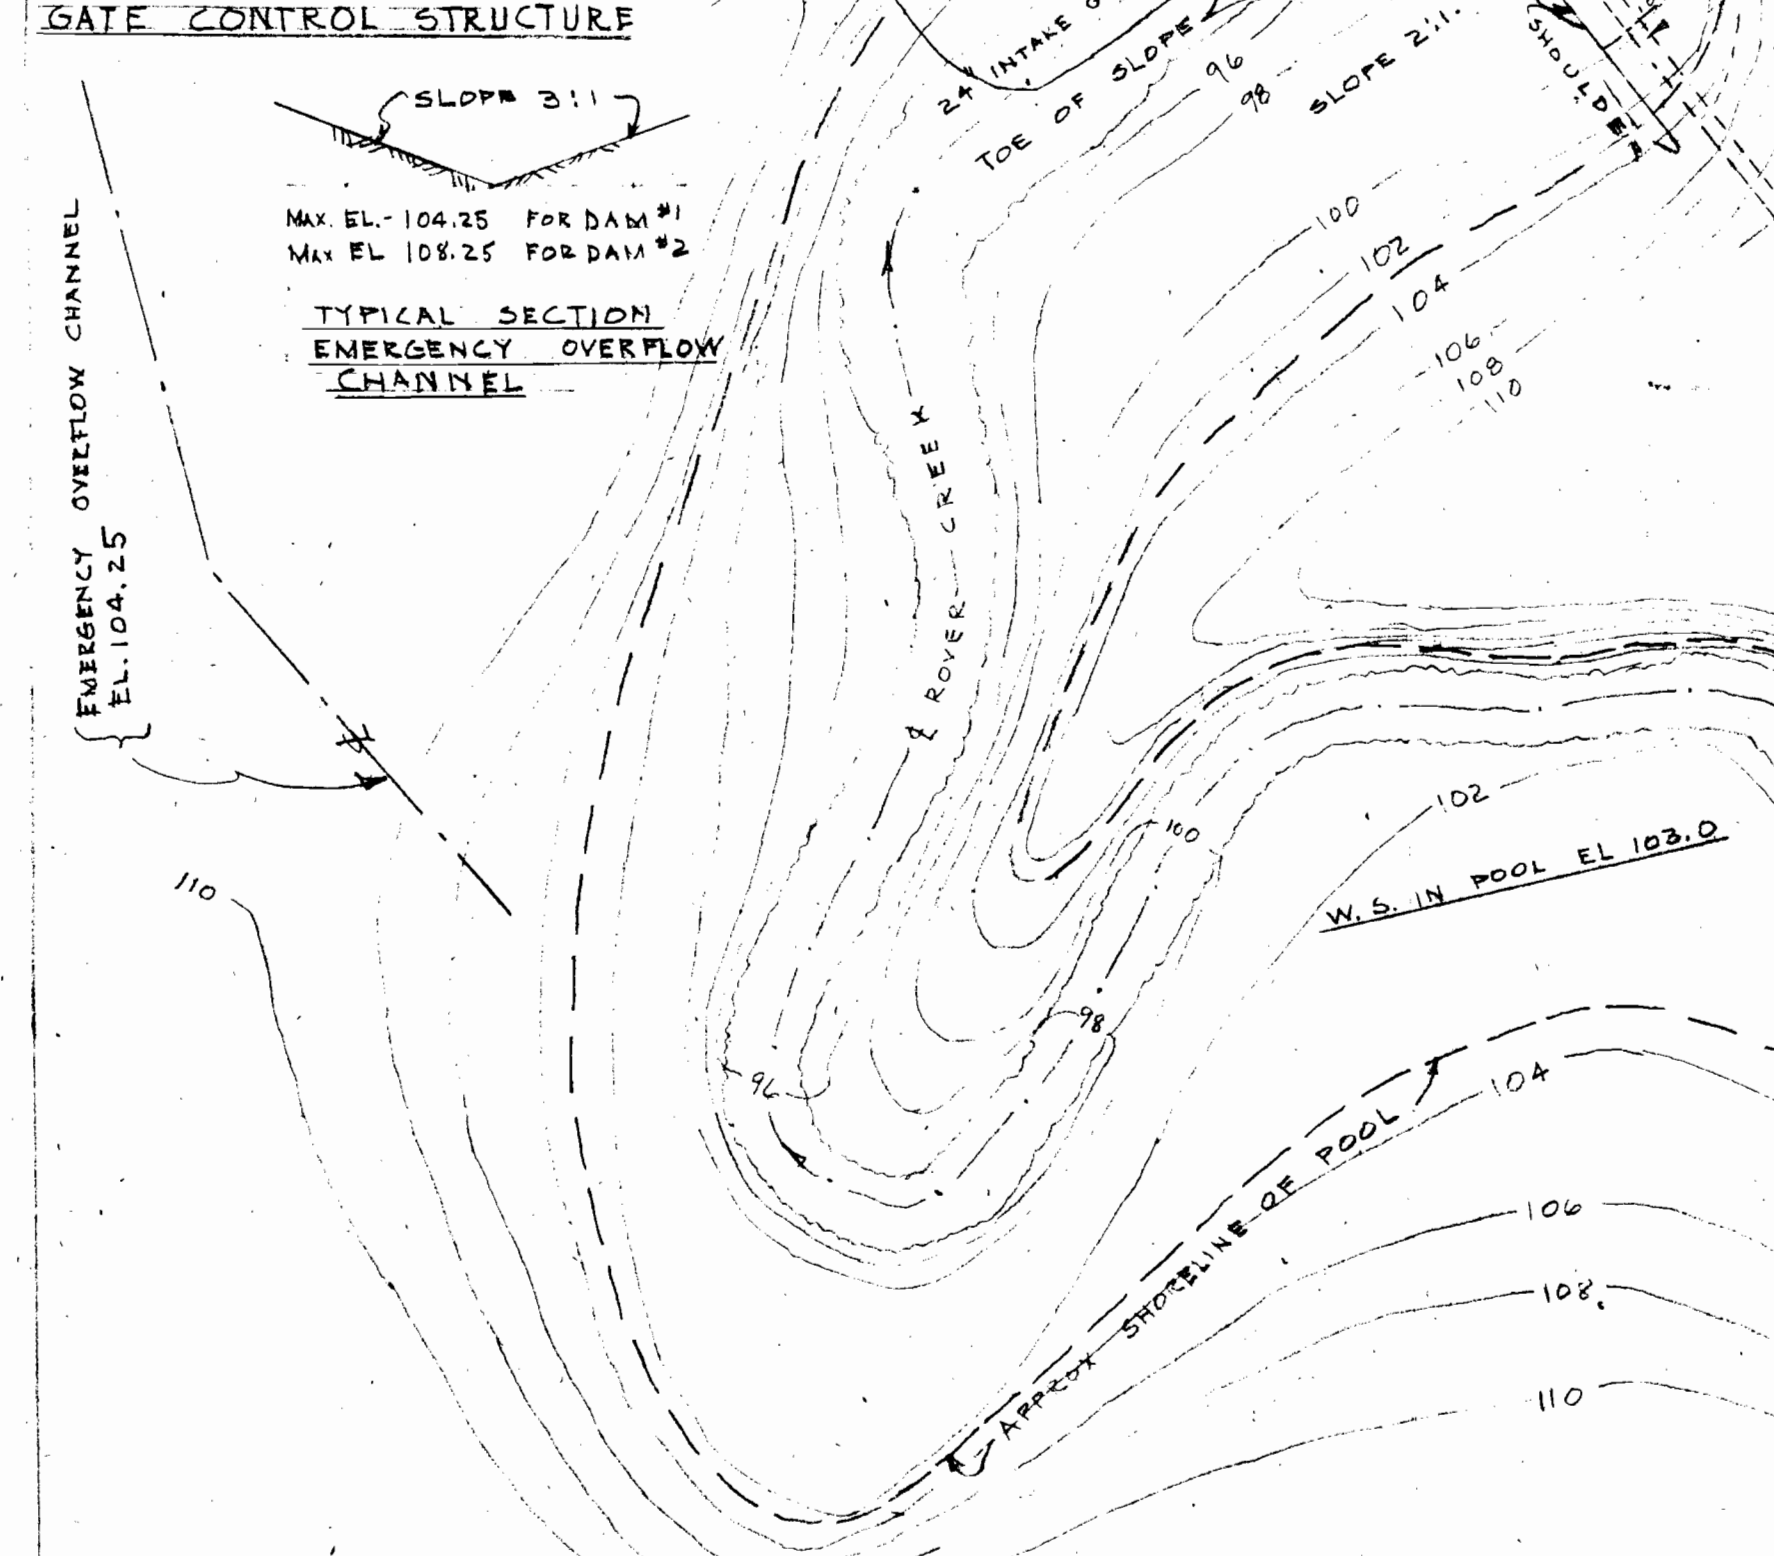 GATE CONTROL STRUCTURE
SLOPE 3:1
MAX. EL.- 104.25 FOR DAM #1
MAX EL 108.25 FOR DAM #2
TYPICAL SECTION
EMERGENCY OVERFLOW
CHANNEL
EMERGENCY OVERFLOW CHANNEL
EL. 104.25
24" INTAKE
TOE OF SLOPE
96
98
SLOPE 2:1.
SHOULDER
100
102
104
106
108
110
℄ ROVER CREEK
102
100
W. S. IN POOL EL 103.0
110
98
96
104
APPROX SHORELINE OF POOL
106
108
110